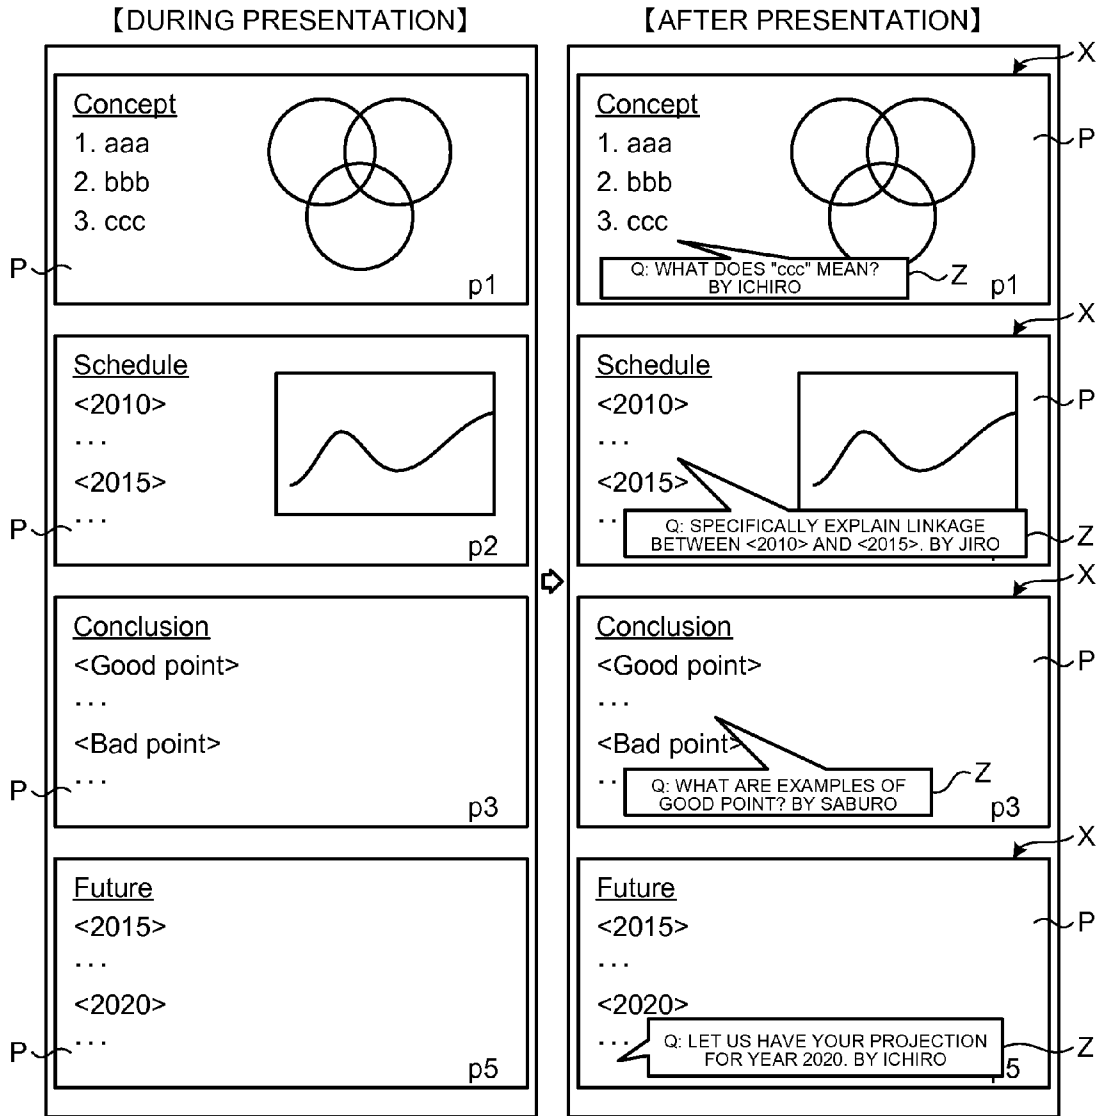 【DURING PRESENTATION】
Concept
1. aaa
2. bbb
3. ccc
P
p1
Schedule
<2010>
...
<2015>
...
P
p2
Conclusion
<Good point>
...
<Bad point>
...
P
p3
Future
<2015>
...
<2020>
...
P
p5
【AFTER PRESENTATION】
X
Concept
1. aaa
2. bbb
3. ccc
P
Q: WHAT DOES "ccc" MEAN?
BY ICHIRO
Z
p1
X
Schedule
<2010>
...
<2015>
...
P
Q: SPECIFICALLY EXPLAIN LINKAGE
BETWEEN <2010> AND <2015>. BY JIRO
Z
X
Conclusion
<Good point>
...
<Bad point>
...
P
Q: WHAT ARE EXAMPLES OF
GOOD POINT? BY SABURO
Z
p3
X
Future
<2015>
...
<2020>
...
P
Q: LET US HAVE YOUR PROJECTION
FOR YEAR 2020. BY ICHIRO
Z
p5